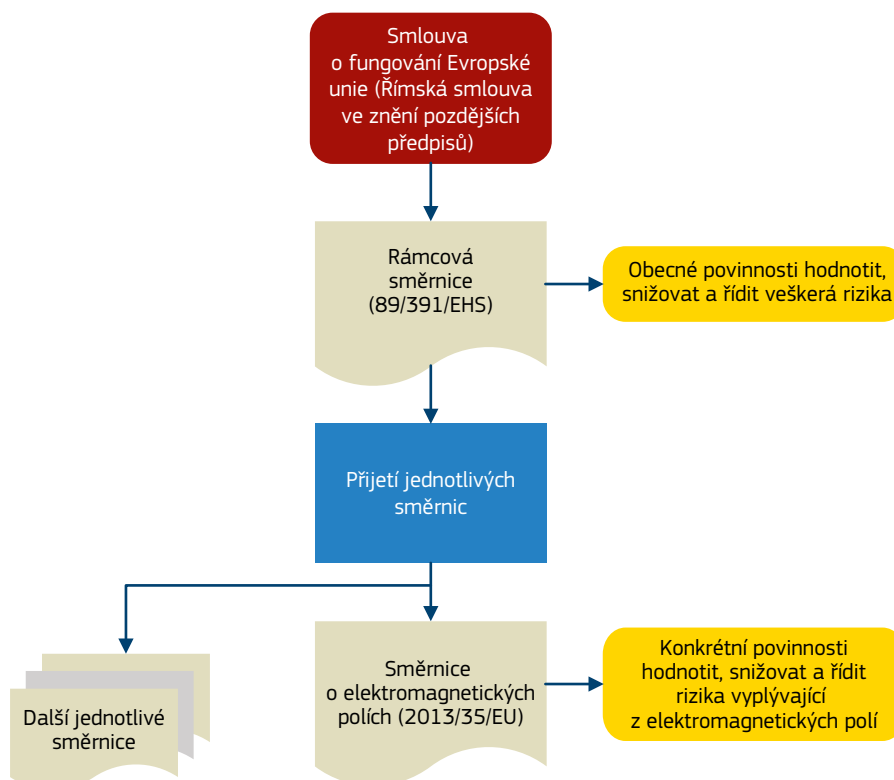 Smlouva
o fungování Evropské
unie (Římská smlouva
ve znění pozdějších
předpisů)
Rámcová
směrnice
(89/391/EHS)
Obecné povinnosti hodnotit,
snižovat a řídit veškerá rizika
Přijetí jednotlivých
směrnic
Další jednotlivé
směrnice
Směrnice
o elektromagnetických
polích (2013/35/EU)
Konkrétní povinnosti
hodnotit, snižovat a řídit
rizika vyplývající
z elektromagnetických polí